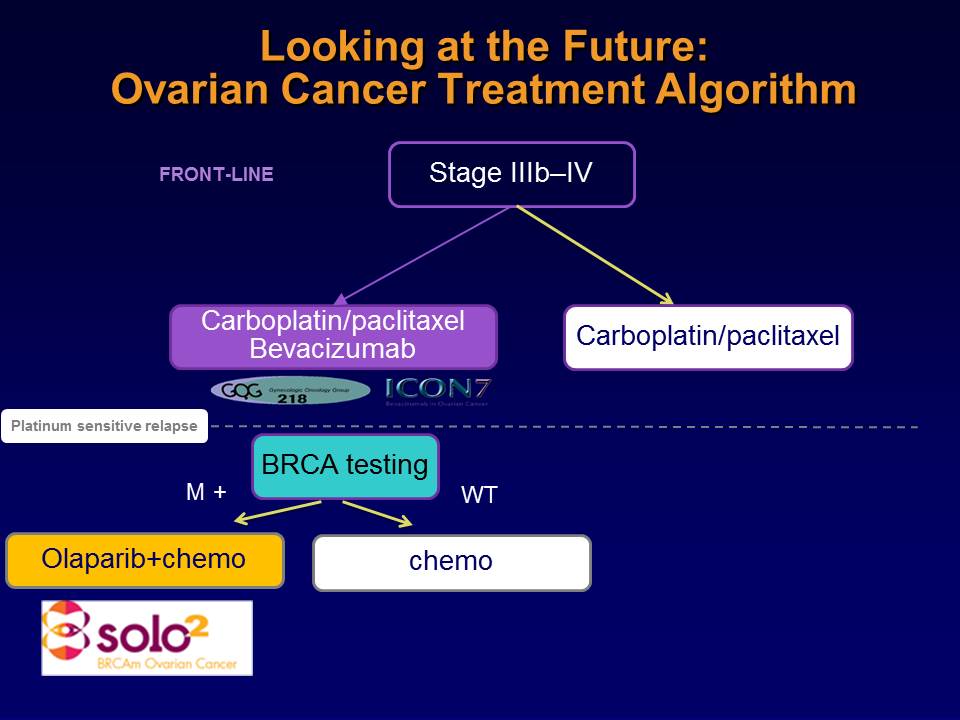 Looking at the Future:
Ovarian Cancer Treatment Algorithm
FRONT-LINE
Stage IIIb–IV
Carboplatin/paclitaxel
Bevacizumab
Carboplatin/paclitaxel
GOG Gynecologic Oncology Group
218
ICON7
Bevacizumab in Ovarian Cancer
Platinum sensitive relapse
BRCA testing
M +
WT
Olaparib+chemo
chemo
solo2
BRCAm Ovarian Cancer